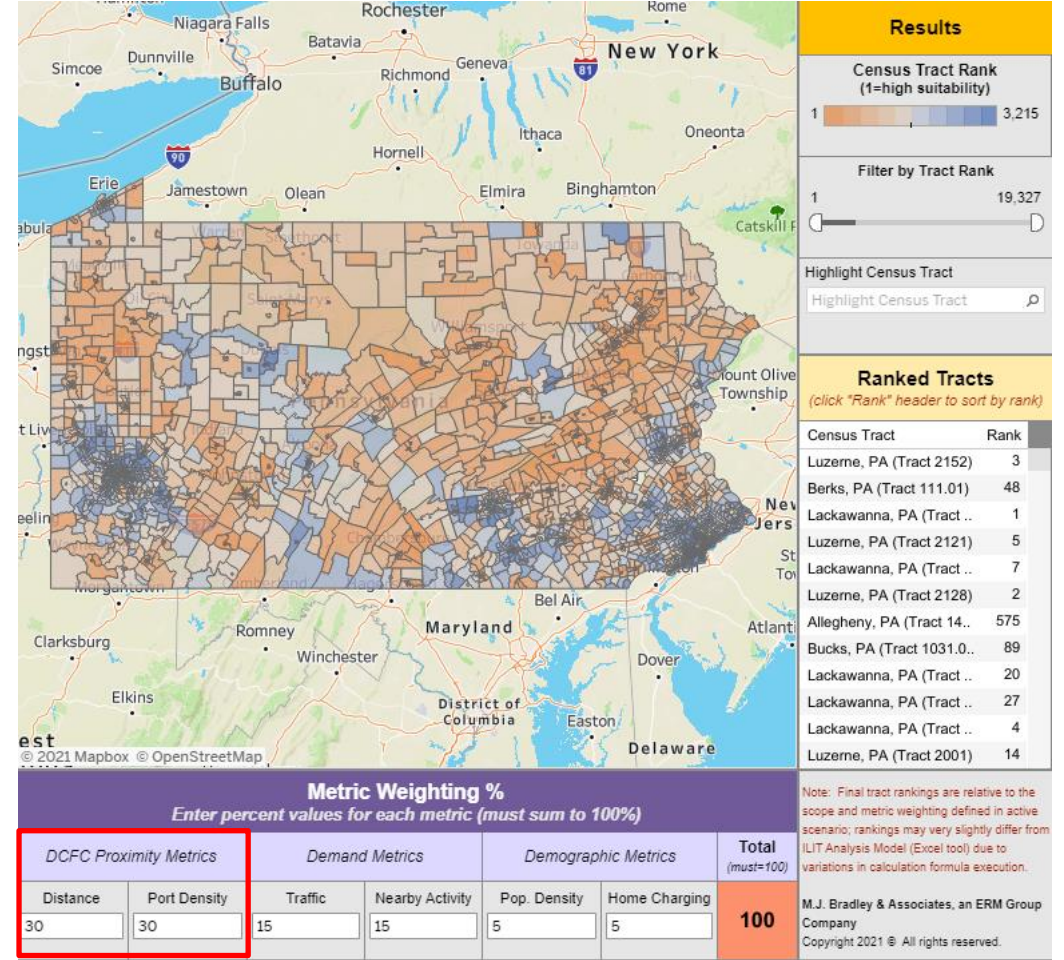 Niagara Falls
Rochester
Rome
Batavia
Dunnville
Simcoe
Buffalo
Richmond
Geneva
81
New York
Ithaca
Oneonta
Hornell
90
Erie
Jamestown
Olean
Elmira
Binghamton
Catskill
Towanda
Carbondale
Oil City
Saint Marys
Williamsport
Mount Olive
Township
Pennsylvania
Morgantown
Bel Air
Clarksburg
Romney
Maryland
Atlanti
Winchester
Dover
Elkins
District of
Columbia
Easton
Delaware
est
© 2021 Mapbox © OpenStreetMap
Results
Census Tract Rank
(1=high suitability)
1 3,215
Filter by Tract Rank
1 19,327
Highlight Census Tract
Highlight Census Tract
Ranked Tracts
(click "Rank" header to sort by rank)
Census Tract Rank
Luzerne, PA (Tract 2152) 3
Berks, PA (Tract 111.01) 48
Lackawanna, PA (Tract .. 1
Luzerne, PA (Tract 2121) 5
Lackawanna, PA (Tract .. 7
Luzerne, PA (Tract 2128) 2
Allegheny, PA (Tract 14.. 575
Bucks, PA (Tract 1031.0.. 89
Lackawanna, PA (Tract .. 20
Lackawanna, PA (Tract .. 27
Lackawanna, PA (Tract .. 4
Luzerne, PA (Tract 2001) 14
Metric Weighting %
Enter percent values for each metric (must sum to 100%)
DCFC Proximity Metrics Demand Metrics Demographic Metrics Total
(must=100)
Distance Port Density Traffic Nearby Activity Pop. Density Home Charging
30 30 15 15 5 5 100
Note: Final tract rankings are relative to the
scope and metric weighting defined in active
scenario; rankings may very slightly differ from
ILIT Analysis Model (Excel tool) due to
variations in calculation formula execution.
M.J. Bradley & Associates, an ERM Group
Company
Copyright 2021 © All rights reserved.